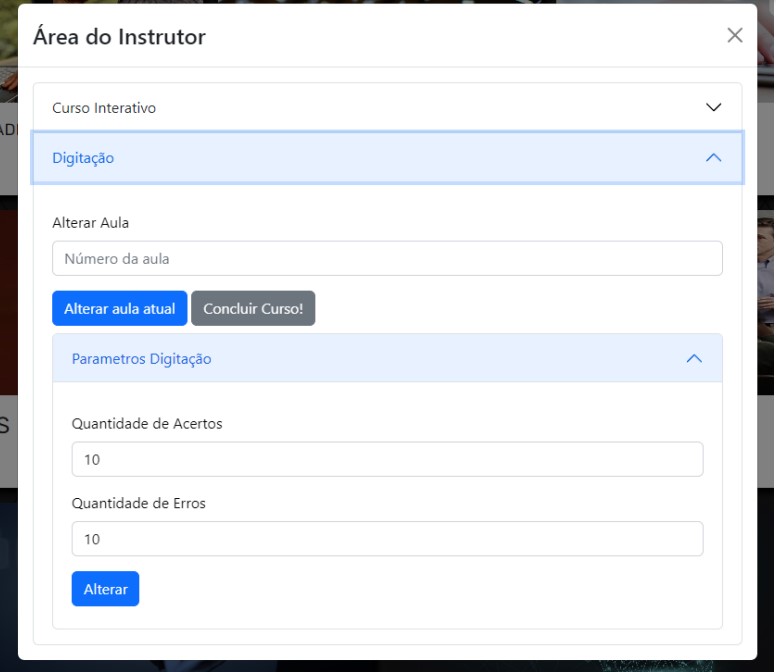 Área do Instrutor
Curso Interativo
Digitação
Alterar Aula
Número da aula
Alterar aula atual
Concluir Curso!
Parametros Digitação
Quantidade de Acertos
10
Quantidade de Erros
10
Alterar